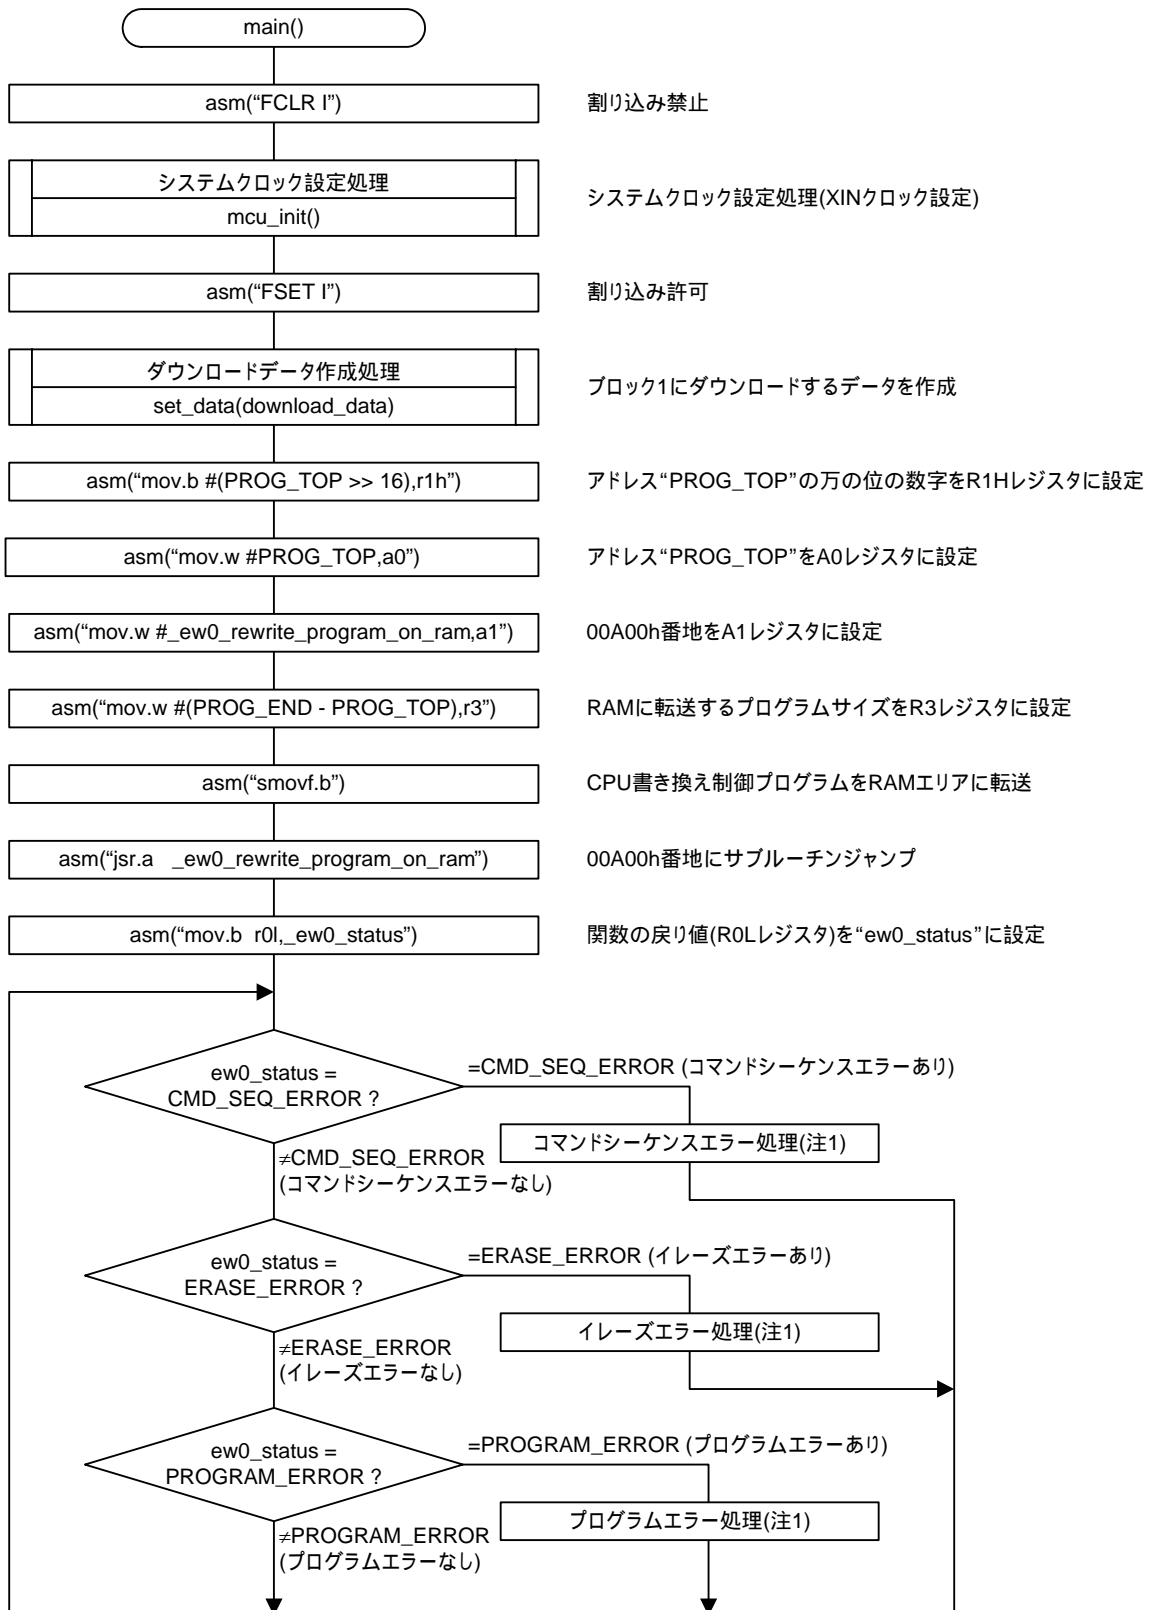 main()
asm(“FCLR I”)
割り込み禁止
システムクロック設定処理
mcu_init()
システムクロック設定処理(XINクロック設定)
asm(“FSET I”)
割り込み許可
ダウンロードデータ作成処理
set_data(download_data)
ブロック1にダウンロードするデータを作成
asm(“mov.b #(PROG_TOP >> 16),r1h”)
アドレス“PROG_TOP”の万の位の数字をR1Hレジスタに設定
asm(“mov.w #PROG_TOP,a0”)
アドレス“PROG_TOP”をA0レジスタに設定
asm(“mov.w #_ew0_rewrite_program_on_ram,a1”)
00A00h番地をA1レジスタに設定
asm(“mov.w #(PROG_END - PROG_TOP),r3”)
RAMに転送するプログラムサイズをR3レジスタに設定
asm(“smovf.b”)
CPU書き換え制御プログラムをRAMエリアに転送
asm(“jsr.a _ew0_rewrite_program_on_ram”)
00A00h番地にサブルーチンジャンプ
asm(“mov.b r0l,_ew0_status”)
関数の戻り値(R0Lレジスタ)を“ew0_status”に設定
ew0_status =
CMD_SEQ_ERROR ?
=CMD_SEQ_ERROR (コマンドシーケンスエラーあり)
コマンドシーケンスエラー処理(注1)
≠CMD_SEQ_ERROR
(コマンドシーケンスエラーなし)
ew0_status =
ERASE_ERROR ?
=ERASE_ERROR (イレーズエラーあり)
イレーズエラー処理(注1)
≠ERASE_ERROR
(イレーズエラーなし)
ew0_status =
PROGRAM_ERROR ?
=PROGRAM_ERROR (プログラムエラーあり)
プログラムエラー処理(注1)
≠PROGRAM_ERROR
(プログラムエラーなし)